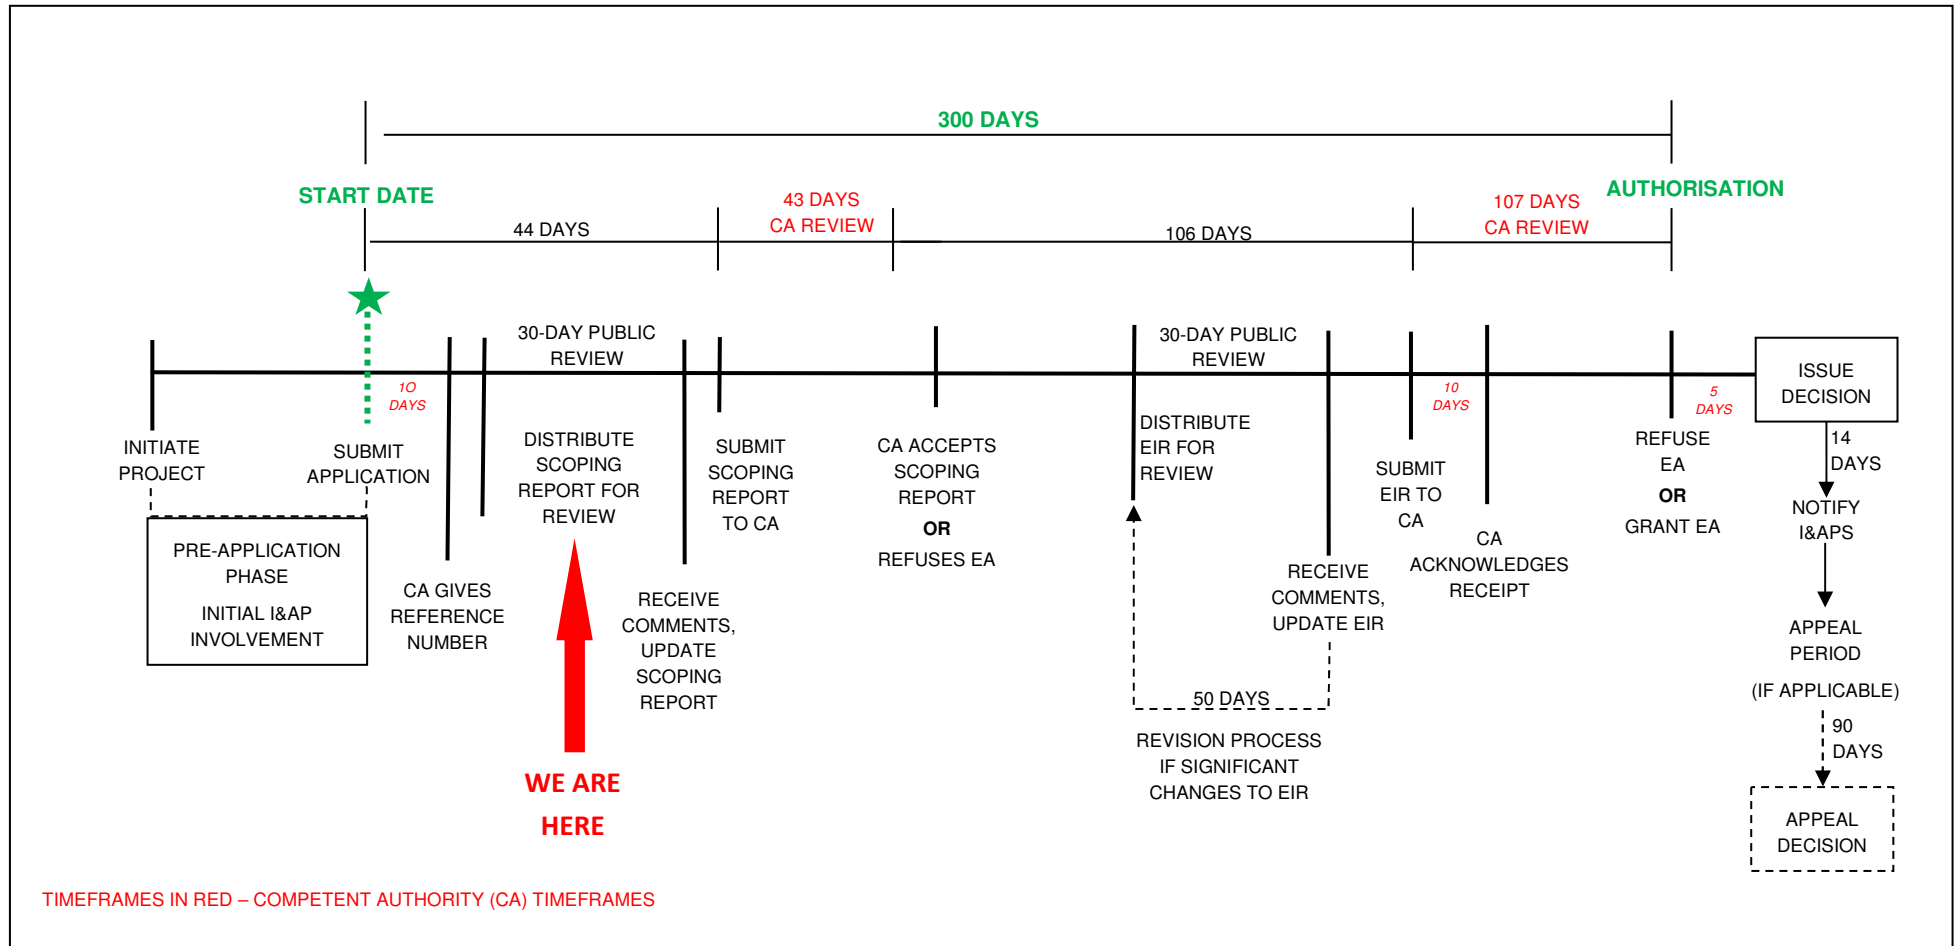 300 DAYS
START DATE
AUTHORISATION
44 DAYS
43 DAYS
CA REVIEW
106 DAYS
107 DAYS
CA REVIEW
30-DAY PUBLIC
REVIEW
30-DAY PUBLIC
REVIEW
1O
DAYS
10
DAYS
5
DAYS
ISSUE
DECISION
INITIATE
PROJECT
SUBMIT
APPLICATION
PRE-APPLICATION
PHASE
INITIAL I&AP
INVOLVEMENT
CA GIVES
REFERENCE
NUMBER
DISTRIBUTE
SCOPING
REPORT FOR
REVIEW
WE ARE
HERE
RECEIVE
COMMENTS,
UPDATE
SCOPING
REPORT
SUBMIT
SCOPING
REPORT
TO CA
CA ACCEPTS
SCOPING
REPORT
OR
REFUSES EA
DISTRIBUTE
EIR FOR
REVIEW
50 DAYS
REVISION PROCESS
IF SIGNIFICANT
CHANGES TO EIR
RECEIVE
COMMENTS,
UPDATE EIR
SUBMIT
EIR TO
CA
CA
ACKNOWLEDGES
RECEIPT
REFUSE
EA
OR
GRANT EA
14
DAYS
NOTIFY
I&APS
APPEAL
PERIOD
(IF APPLICABLE)
90
DAYS
APPEAL
DECISION
TIMEFRAMES IN RED – COMPETENT AUTHORITY (CA) TIMEFRAMES